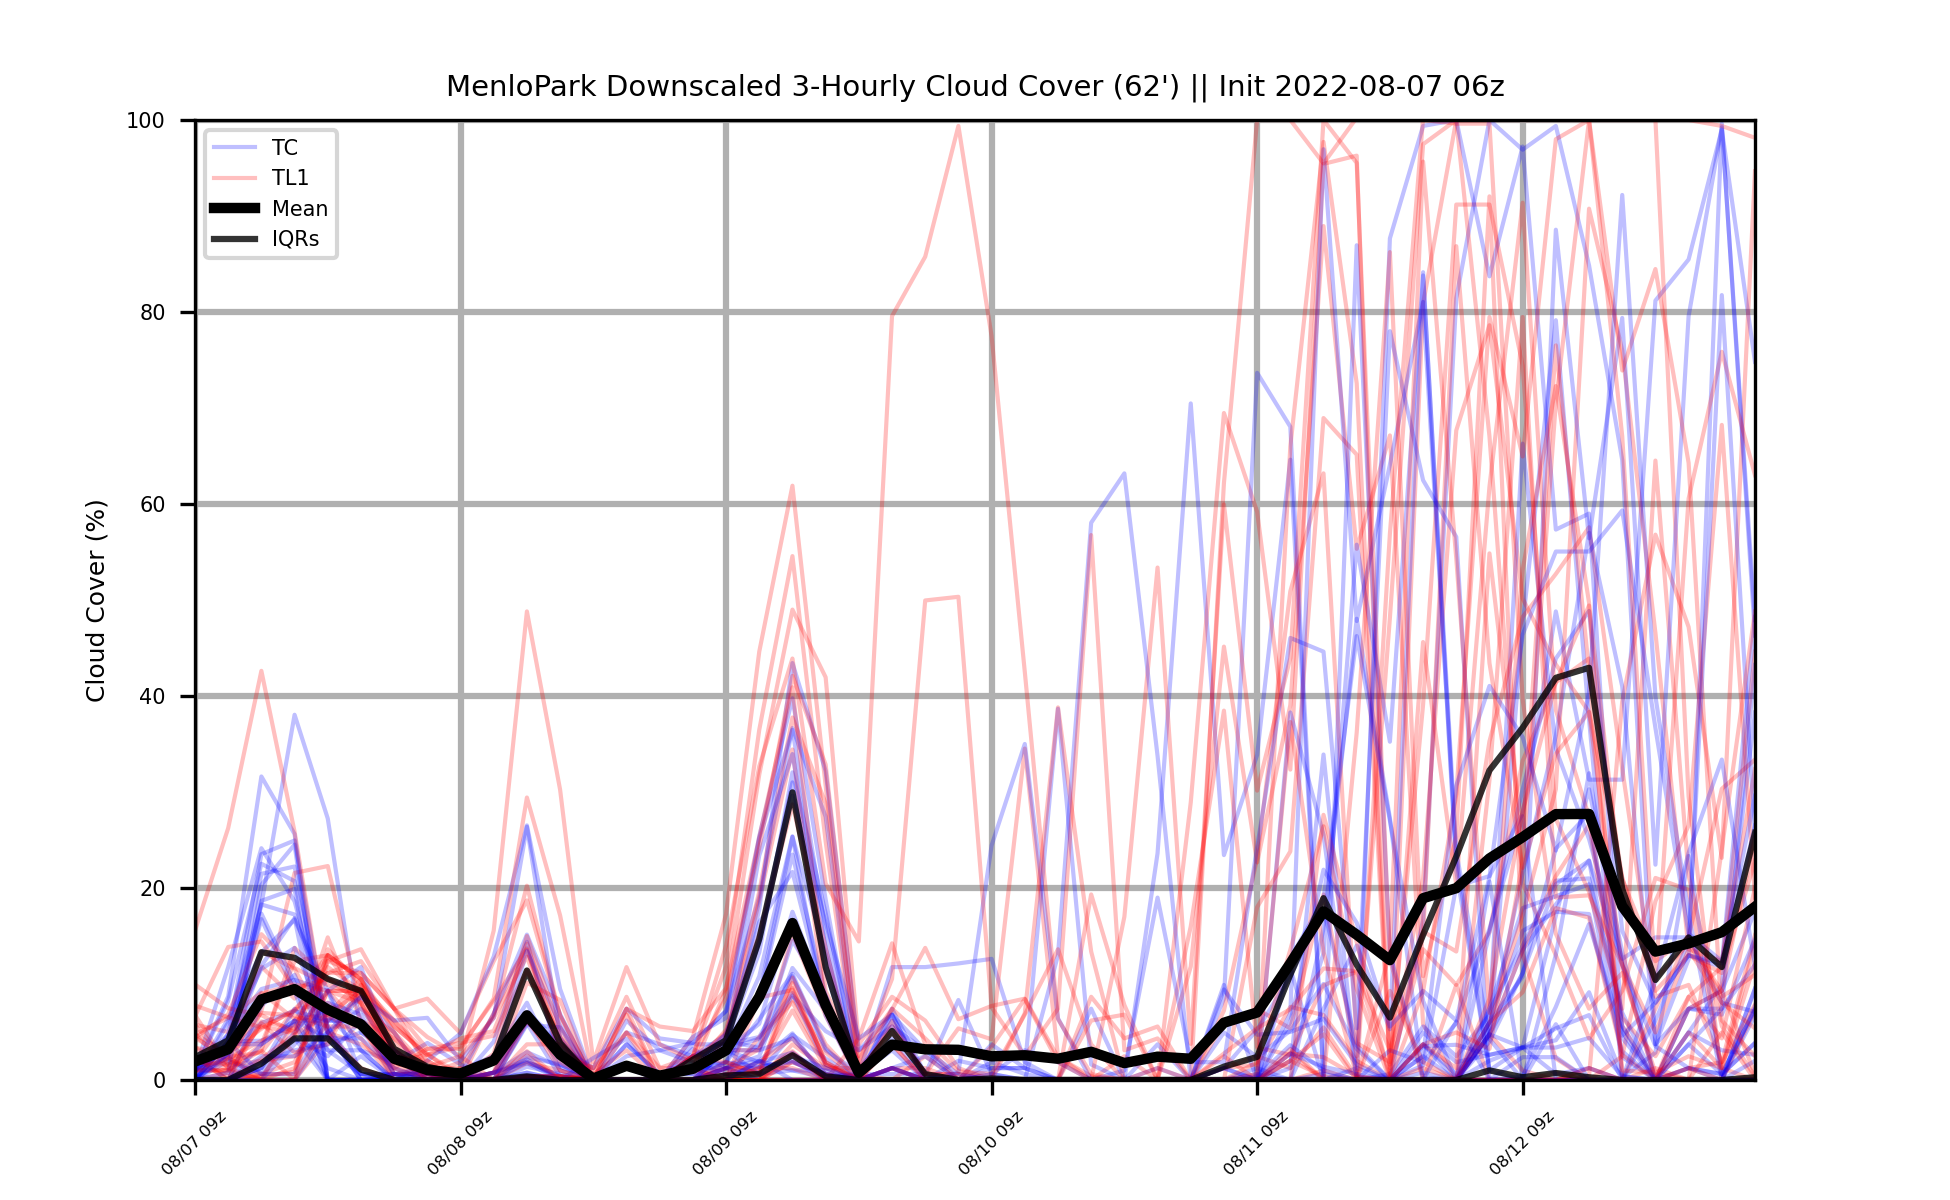 MenloPark Downscaled 3-Hourly Cloud Cover (62') || Init 2022-08-07 06z
100
80
60
40
20
0
Cloud Cover (%)
TC
TL1
Mean
IQRs
08/07 09z
08/08 09z
08/09 09z
08/10 09z
08/11 09z
08/12 09z